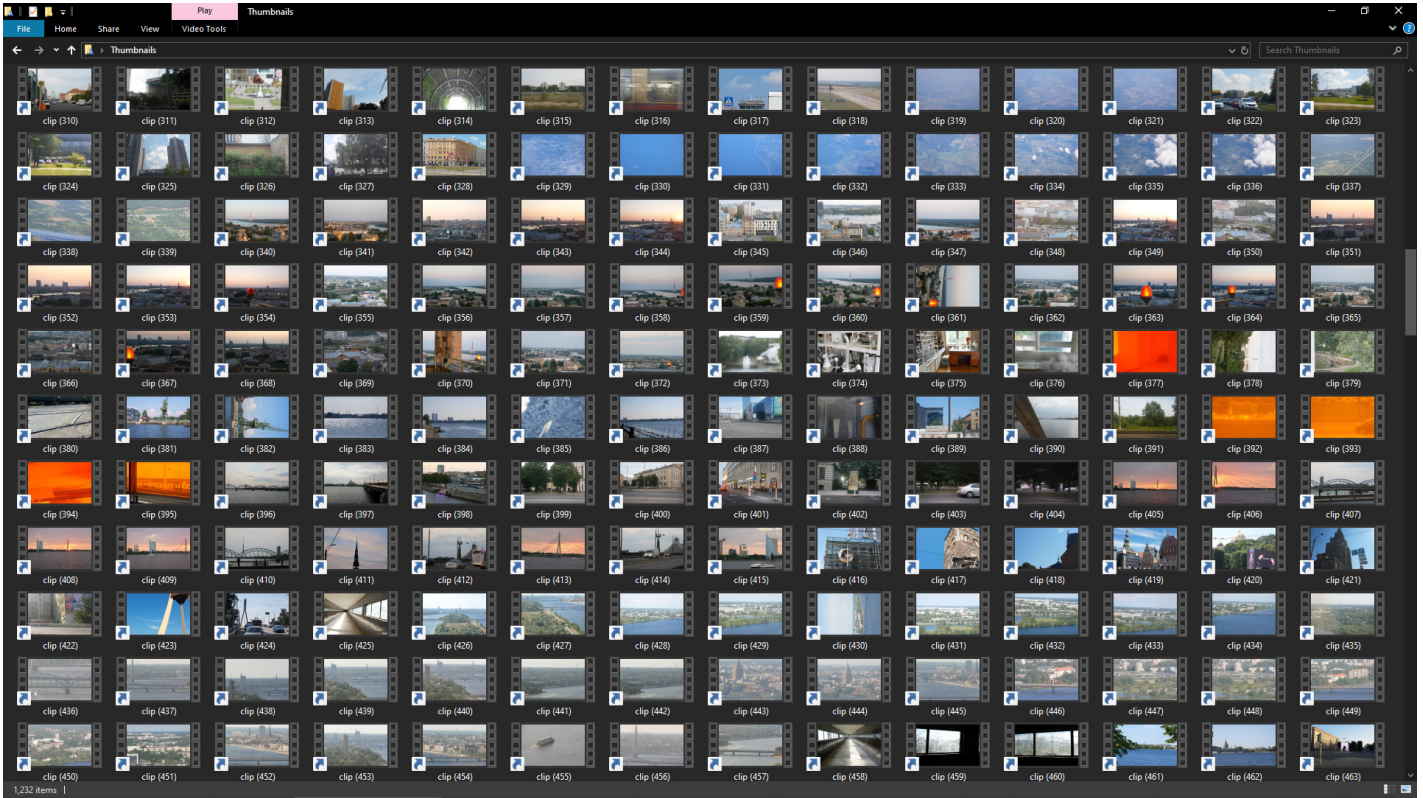 Play Thumbnails
File Home Share View Video Tools
Thumbnails Search Thumbnails
clip (310) clip (311) clip (312) clip (313) clip (314) clip (315) clip (316) clip (317) clip (318) clip (319) clip (320) clip (321) clip (322) clip (323)
clip (324) clip (325) clip (326) clip (327) clip (328) clip (329) clip (330) clip (331) clip (332) clip (333) clip (334) clip (335) clip (336) clip (337)
clip (338) clip (339) clip (340) clip (341) clip (342) clip (343) clip (344) clip (345) clip (346) clip (347) clip (348) clip (349) clip (350) clip (351)
clip (352) clip (353) clip (354) clip (355) clip (356) clip (357) clip (358) clip (359) clip (360) clip (361) clip (362) clip (363) clip (364) clip (365)
clip (366) clip (367) clip (368) clip (369) clip (370) clip (371) clip (372) clip (373) clip (374) clip (375) clip (376) clip (377) clip (378) clip (379)
clip (380) clip (381) clip (382) clip (383) clip (384) clip (385) clip (386) clip (387) clip (388) clip (389) clip (390) clip (391) clip (392) clip (393)
clip (394) clip (395) clip (396) clip (397) clip (398) clip (399) clip (400) clip (401) clip (402) clip (403) clip (404) clip (405) clip (406) clip (407)
clip (408) clip (409) clip (410) clip (411) clip (412) clip (413) clip (414) clip (415) clip (416) clip (417) clip (418) clip (419) clip (420) clip (421)
clip (422) clip (423) clip (424) clip (425) clip (426) clip (427) clip (428) clip (429) clip (430) clip (431) clip (432) clip (433) clip (434) clip (435)
clip (436) clip (437) clip (438) clip (439) clip (440) clip (441) clip (442) clip (443) clip (444) clip (445) clip (446) clip (447) clip (448) clip (449)
clip (450) clip (451) clip (452) clip (453) clip (454) clip (455) clip (456) clip (457) clip (458) clip (459) clip (460) clip (461) clip (462) clip (463)
1,232 items